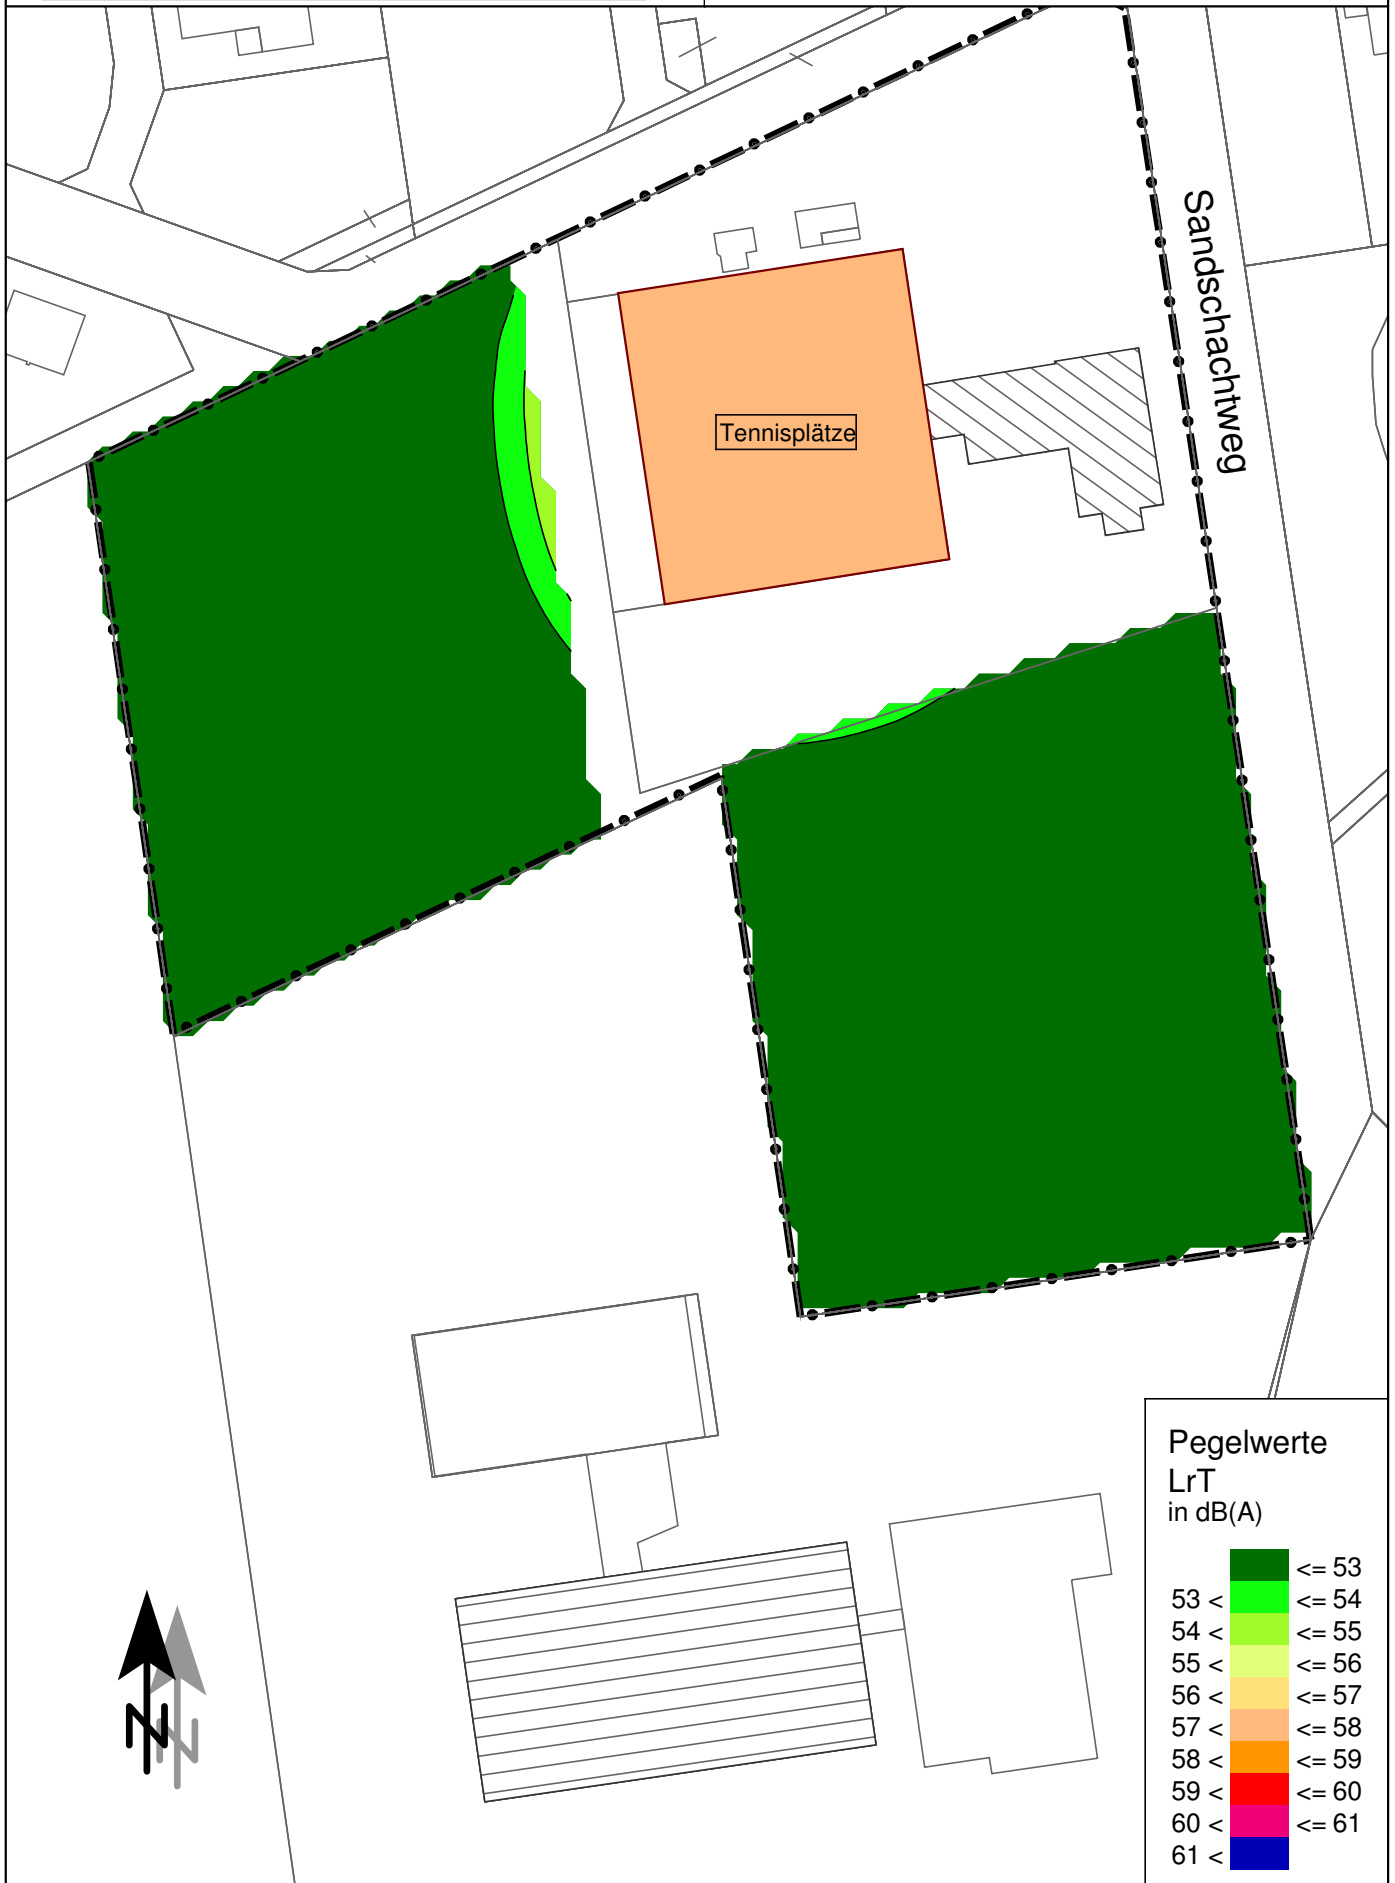 Sandschachtweg
Tennisplätze
Pegelwerte
LrT
in dB(A)
<= 53
53 < <= 54
54 < <= 55
55 < <= 56
56 < <= 57
57 < <= 58
58 < <= 59
59 < <= 60
60 < <= 61
61 <
N